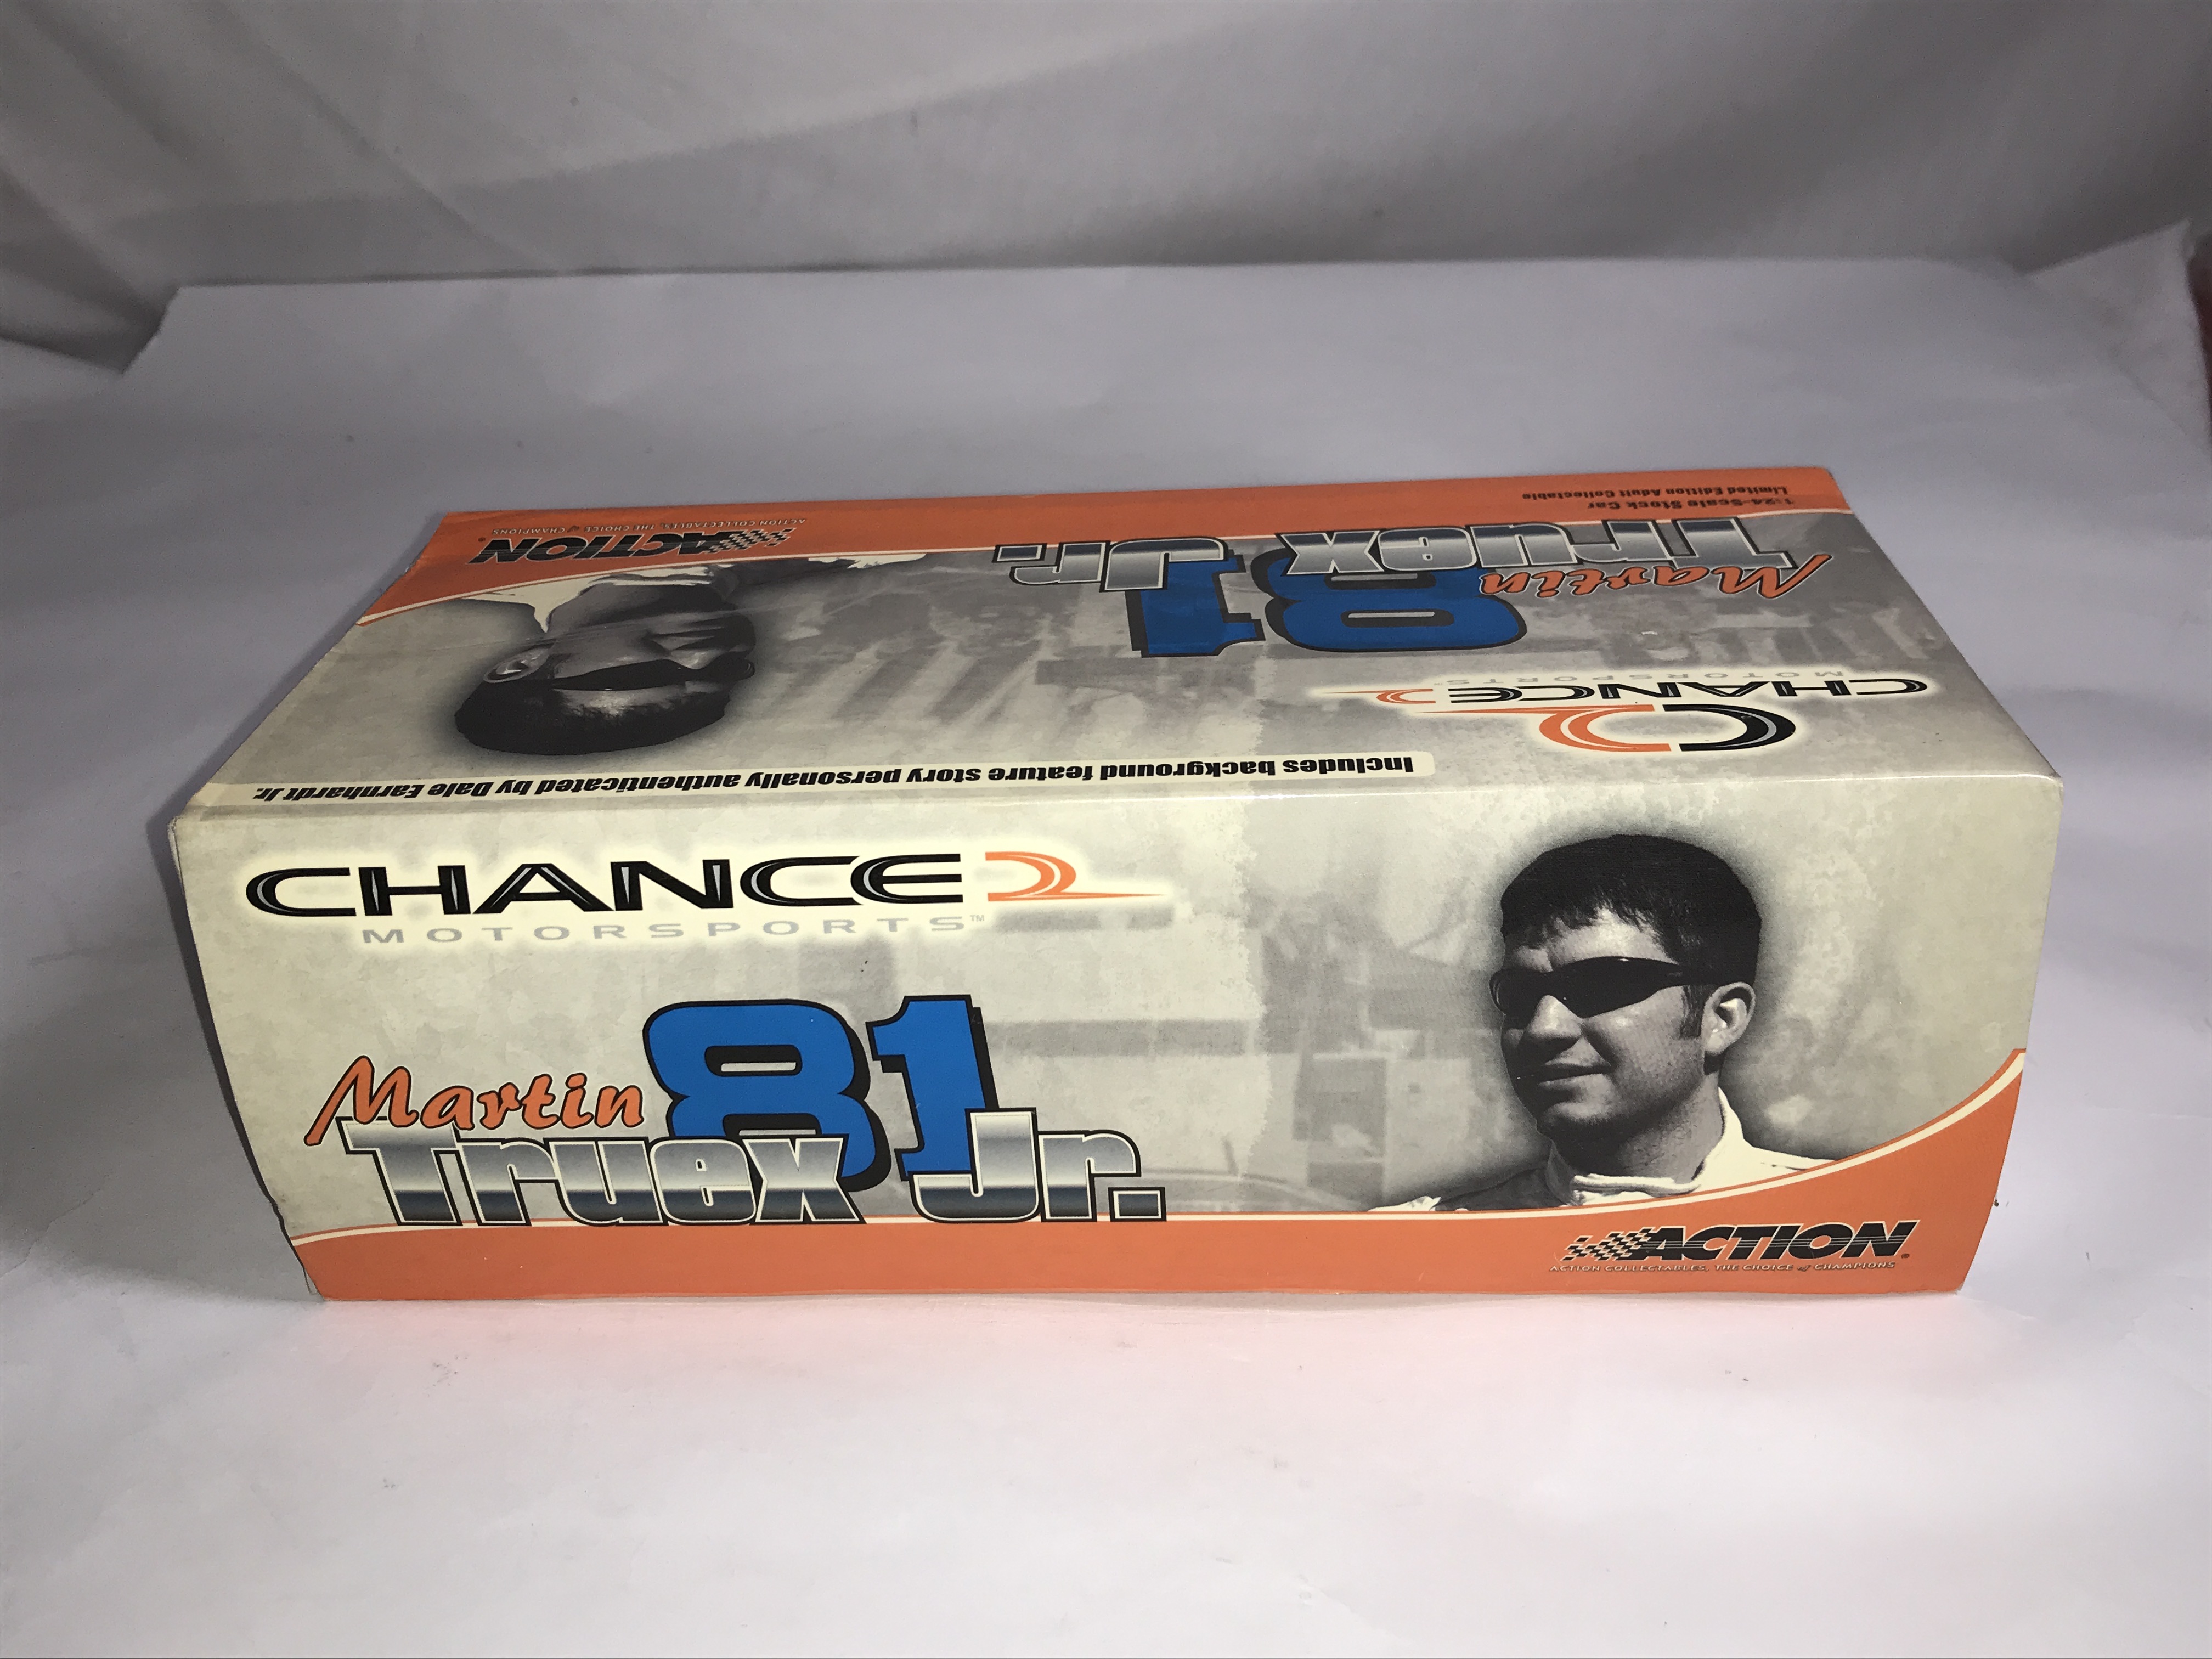 1:24-Scale Stock Car
Limited Edition Adult Collectable
ACTION®
ACTION COLLECTABLES, THE CHOICE of CHAMPIONS
Martin
81
Truex Jr.
CHANCE 2
MOTORSPORTS™
Includes background feature story personally authenticated by Dale Earnhardt Jr.
CHANCE 2
MOTORSPORTS™
Martin 81
Truex Jr.
ACTION®
ACTION COLLECTABLES, THE CHOICE of CHAMPIONS